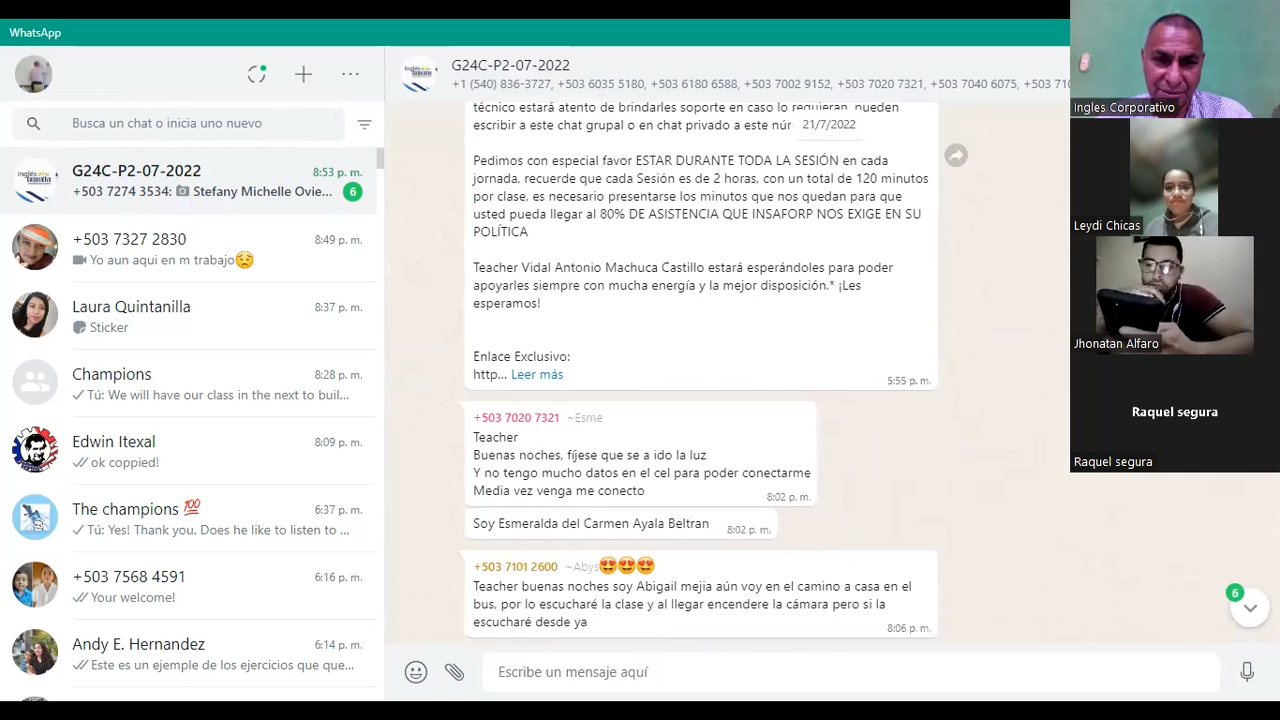 WhatsApp
Busca un chat o inicia uno nuevo
G24C-P2-07-2022
8:53 p. m.
+503 7274 3534: Stefany Michelle Ovie...
6
+503 7327 2830
8:49 p. m.
Yo aun aqui en m trabajo😟
Laura Quintanilla
8:37 p. m.
Sticker
Champions
8:28 p. m.
Tú: We will have our class in the next to buil...
Edwin Itexal
8:09 p. m.
ok coppied!
The champions 💯
6:37 p. m.
Tú: Yes! Thank you. Does he like to listen to ...
+503 7568 4591
6:16 p. m.
Your welcome!
Andy E. Hernandez
6:14 p. m.
Este es un ejemple de los ejercicios que que...
G24C-P2-07-2022
+1 (540) 836-3727, +503 6035 5180, +503 6180 6588, +503 7002 9152, +503 7020 7321, +503 7040 6075, +503 710
técnico estará atento de brindarles soporte en caso lo requieran, pueden
escribir a este chat grupal o en chat privado a este núr
21/7/2022
Pedimos con especial favor ESTAR DURANTE TODA LA SESIÓN en cada
jornada, recuerde que cada Sesión es de 2 horas, con un total de 120 minutos
por clase, es necesario presentarse los minutos que nos quedan para que
usted pueda llegar al 80% DE ASISTENCIA QUE INSAFORP NOS EXIGE EN SU
POLÍTICA
Teacher Vidal Antonio Machuca Castillo estará esperándoles para poder
apoyarles siempre con mucha energía y la mejor disposición.* ¡Les
esperamos!
Enlace Exclusivo:
http... Leer más
5:55 p. m.
+503 7020 7321 ~Esme
Teacher
Buenas noches, fíjese que se a ido la luz
Y no tengo mucho datos en el cel para poder conectarme
Media vez venga me conecto
8:02 p. m.
Soy Esmeralda del Carmen Ayala Beltran
8:02 p. m.
+503 7101 2600 ~Abys😍😍😍
Teacher buenas noches soy Abigail mejia aún voy en el camino a casa en el
bus, por lo escucharé la clase y al llegar encendere la cámara pero si la
escucharé desde ya
8:06 p. m.
6
Escribe un mensaje aquí
Ingles Corporativo
Leydi Chicas
Jhonatan Alfaro
Raquel segura
Raquel segura